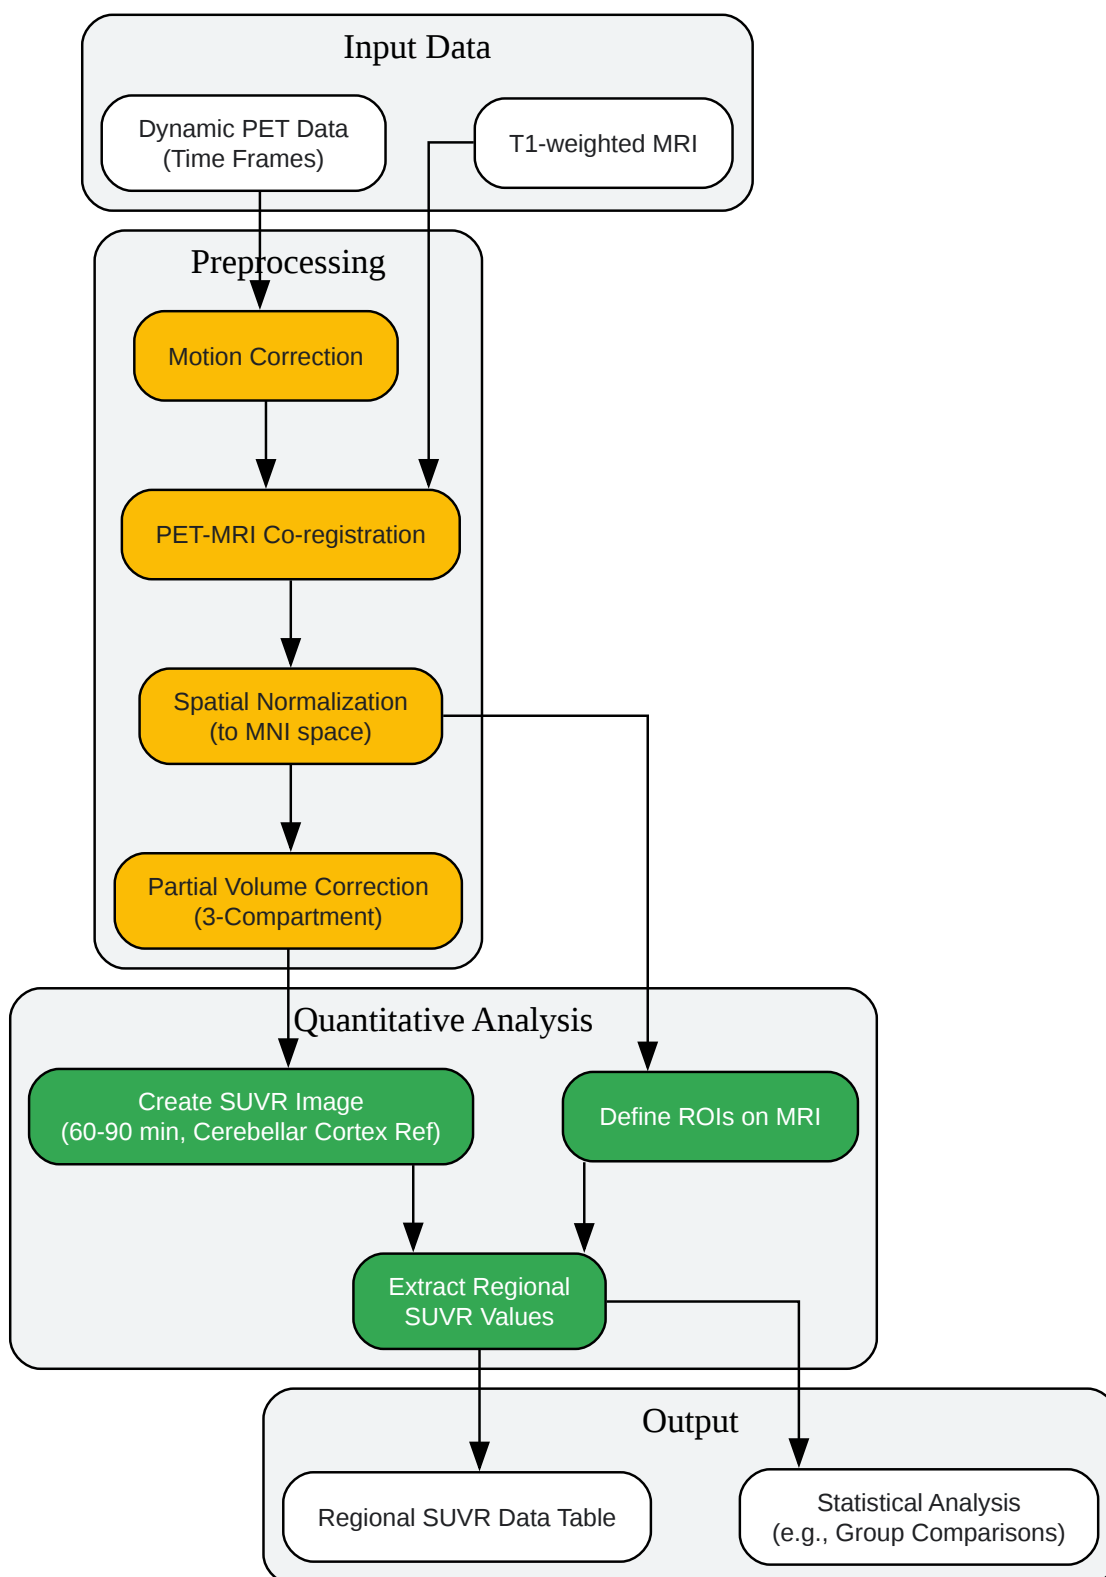 Input Data
Dynamic PET Data
(Time Frames)
T1-weighted MRI
Preprocessing
Motion Correction
PET-MRI Co-registration
Spatial Normalization
(to MNI space)
Partial Volume Correction
(3-Compartment)
Quantitative Analysis
Create SUVR Image
(60-90 min, Cerebellar Cortex Ref)
Define ROIs on MRI
Extract Regional
SUVR Values
Output
Regional SUVR Data Table
Statistical Analysis
(e.g., Group Comparisons)